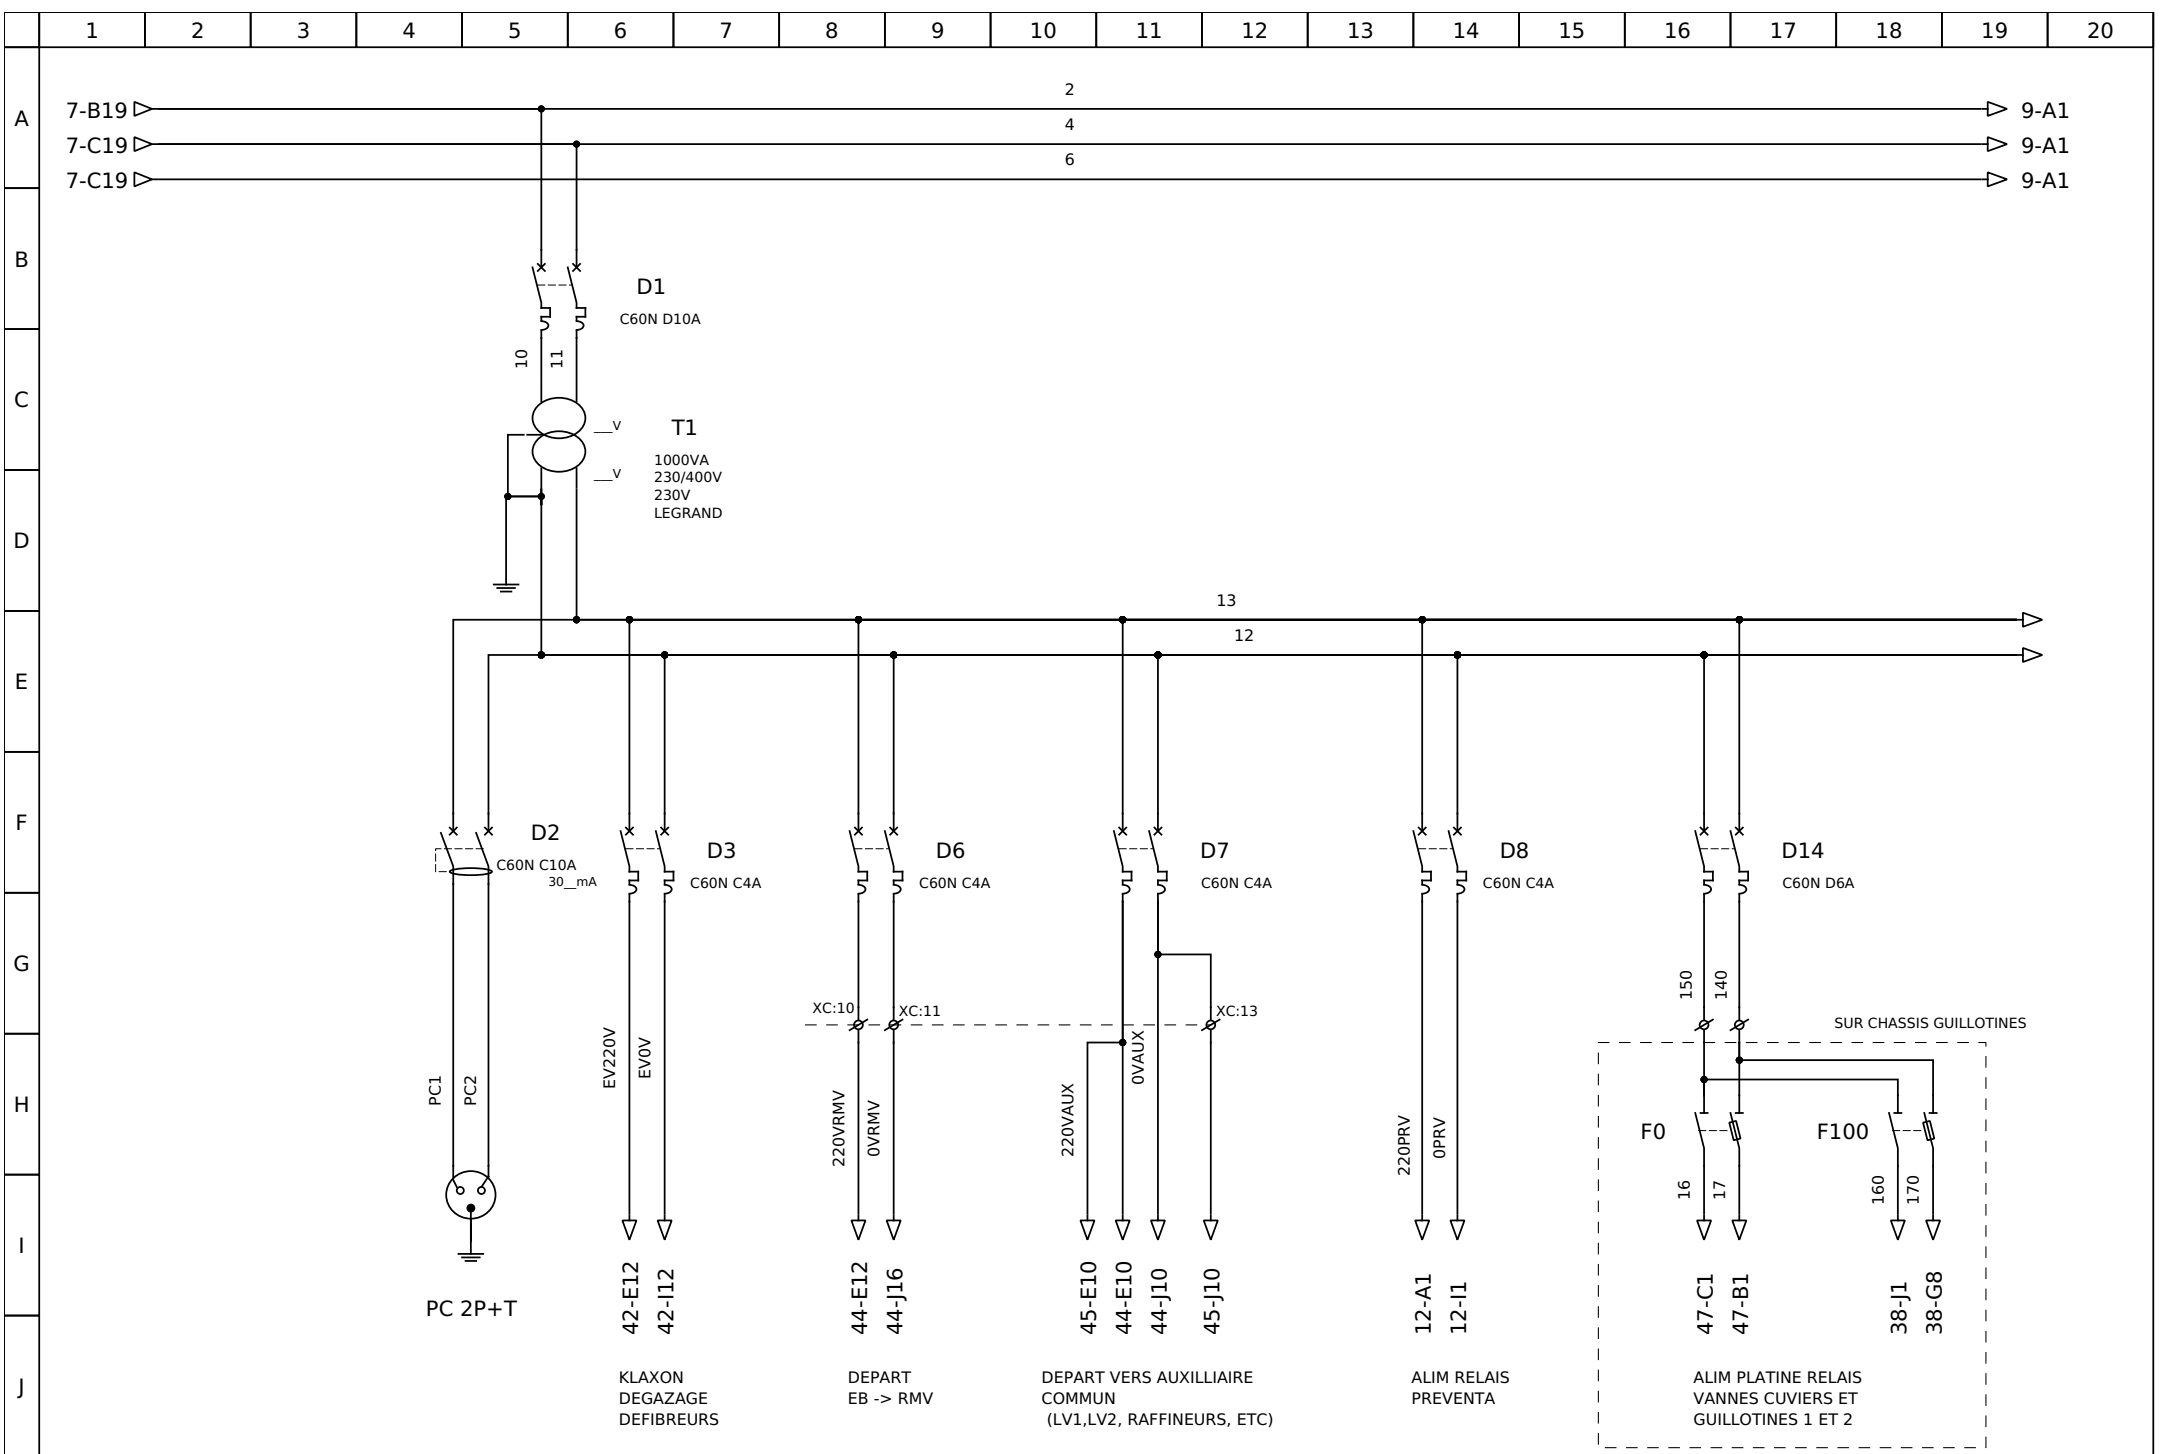 1 2 3 4 5 6 7 8 9 10 11 12 13 14 15 16 17 18 19 20
A
2
7-B19 9-A1
4
7-C19 9-A1
6
7-C19 9-A1
B
D1
C60N D10A
10 11
C
T1
___V
1000VA
230/400V
___V
230V
LEGRAND
D
13
12
E
F
D2
C60N C10A
30__mA
D3
C60N C4A
D6
C60N C4A
D7
C60N C4A
D8
C60N C4A
D14
C60N D6A
G
150 140
XC:10 XC:11 XC:13
SUR CHASSIS GUILLOTINES
H
PC1 PC2
EV220V EV0V
220VRMV 0VRMV
220VAUX 0VAUX
220PRV 0PRV
F0 F100
16 17 160 170
I
PC 2P+T
42-E12 42-I12
44-E12 44-J16
45-E10 44-E10 44-J10 45-J10
12-A1 12-I1
47-C1 47-B1
38-J1 38-G8
J
KLAXON
DEGAZAGE
DEFIBREURS
DEPART
EB -> RMV
DEPART VERS AUXILLIAIRE
COMMUN
(LV1,LV2, RAFFINEURS, ETC)
ALIM RELAIS
PREVENTA
ALIM PLATINE RELAIS
VANNES CUVIERS ET
GUILLOTINES 1 ET 2